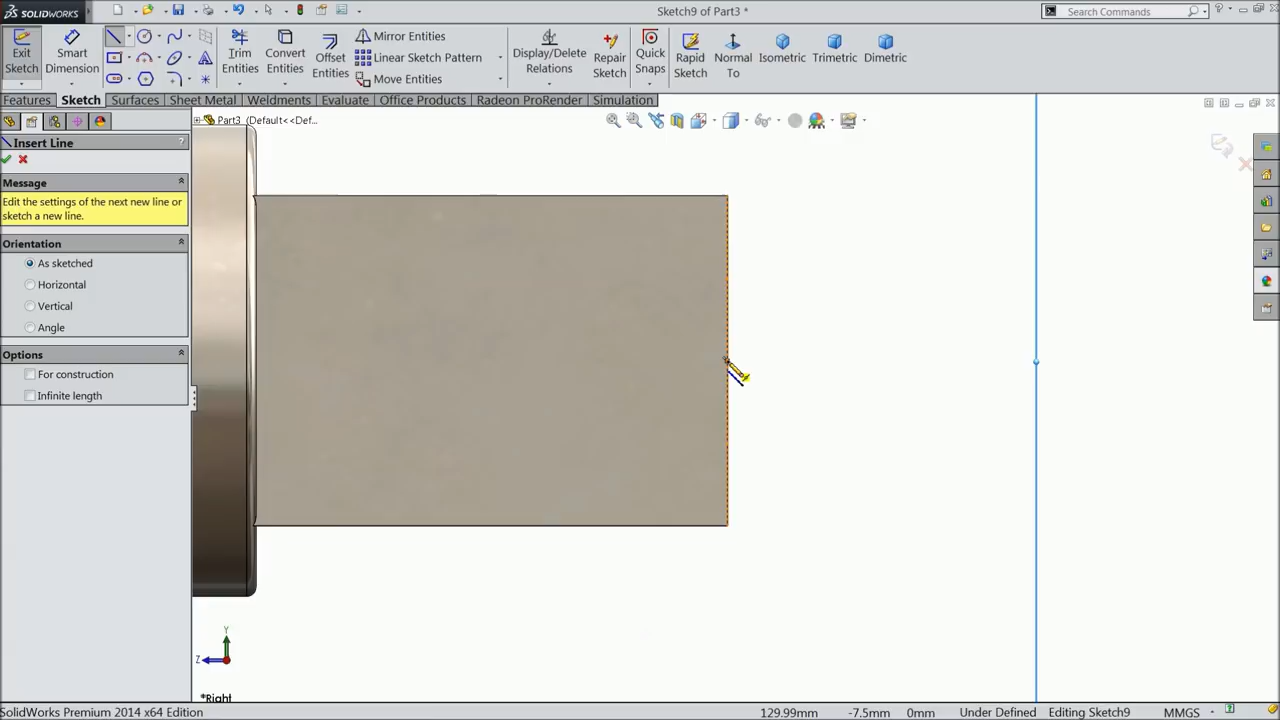 SOLIDWORKS
Sketch9 of Part3 *
Search Commands
Exit Sketch
Smart Dimension
Trim Entities
Convert Entities
Offset Entities
Mirror Entities
Linear Sketch Pattern
Move Entities
Display/Delete Relations
Repair Sketch
Quick Snaps
Rapid Sketch
Normal To
Isometric
Trimetric
Dimetric
Features
Sketch
Surfaces
Sheet Metal
Weldments
Evaluate
Office Products
Radeon ProRender
Simulation
Part3 (Default<<Def...
Insert Line
?
Message
Edit the settings of the next new line or
sketch a new line.
Orientation
As sketched
Horizontal
Vertical
Angle
Options
For construction
Infinite length
Y
Z
*Right
SolidWorks Premium 2014 x64 Edition
129.99mm
-7.5mm
0mm
Under Defined
Editing Sketch9
MMGS